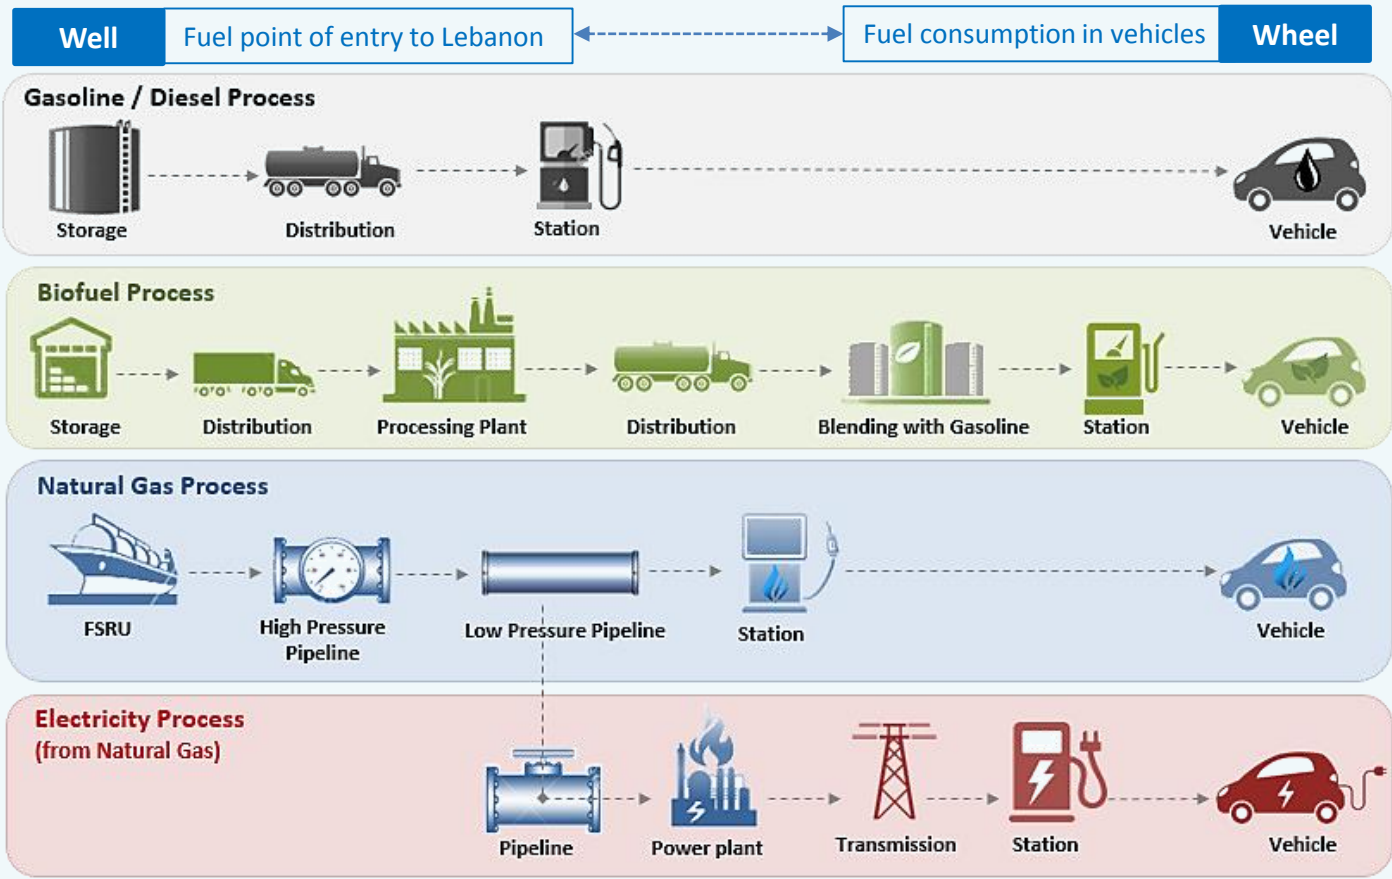 Well
Fuel point of entry to Lebanon
Fuel consumption in vehicles
Wheel
Gasoline / Diesel Process
Storage
Distribution
Station
Vehicle
Biofuel Process
Storage
Distribution
Processing Plant
Distribution
Blending with Gasoline
Station
Vehicle
Natural Gas Process
FSRU
High Pressure
Pipeline
Low Pressure Pipeline
Station
Vehicle
Electricity Process
(from Natural Gas)
Pipeline
Power plant
Transmission
Station
Vehicle